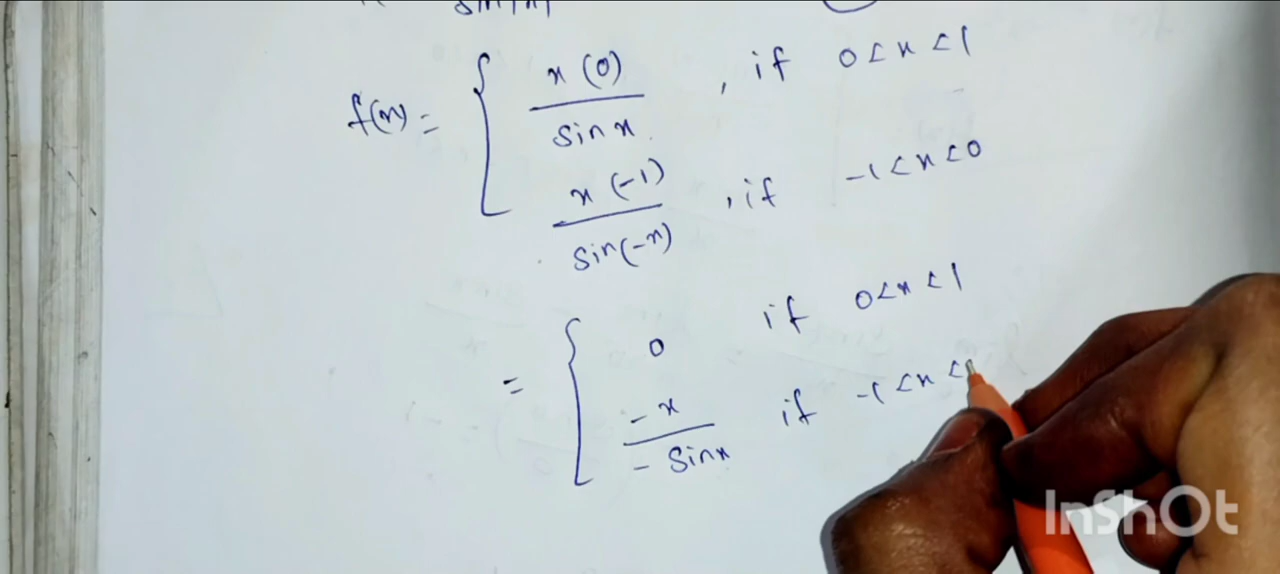 f(x) = { x (0) / sin x , if 0 < x < 1
x (-1) / sin(-x) , if -1 < x < 0
= { 0 if 0 < x < 1
-x / - sin x if -1 < x <
InShOt